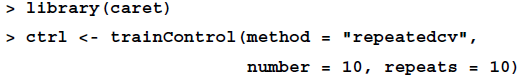 > library(caret)
> ctrl <- trainControl(method = "repeatedcv",
number = 10, repeats = 10)